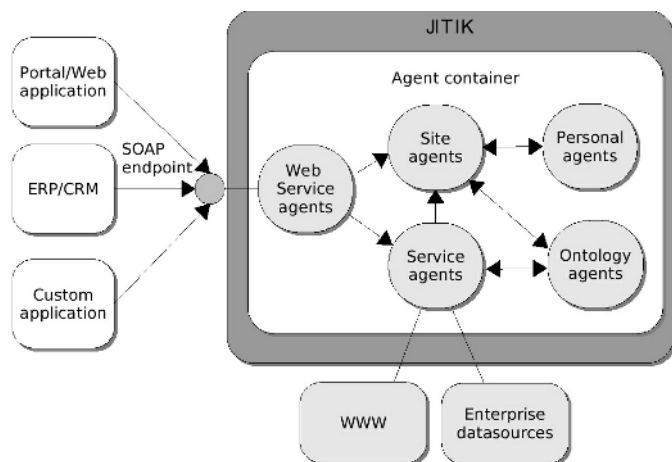 JITIK
Agent container
Portal/Web
application
SOAP
endpoint
ERP/CRM
Custom
application
Web
Service
agents
Site
agents
Personal
agents
Service
agents
Ontology
agents
WWW
Enterprise
datasources